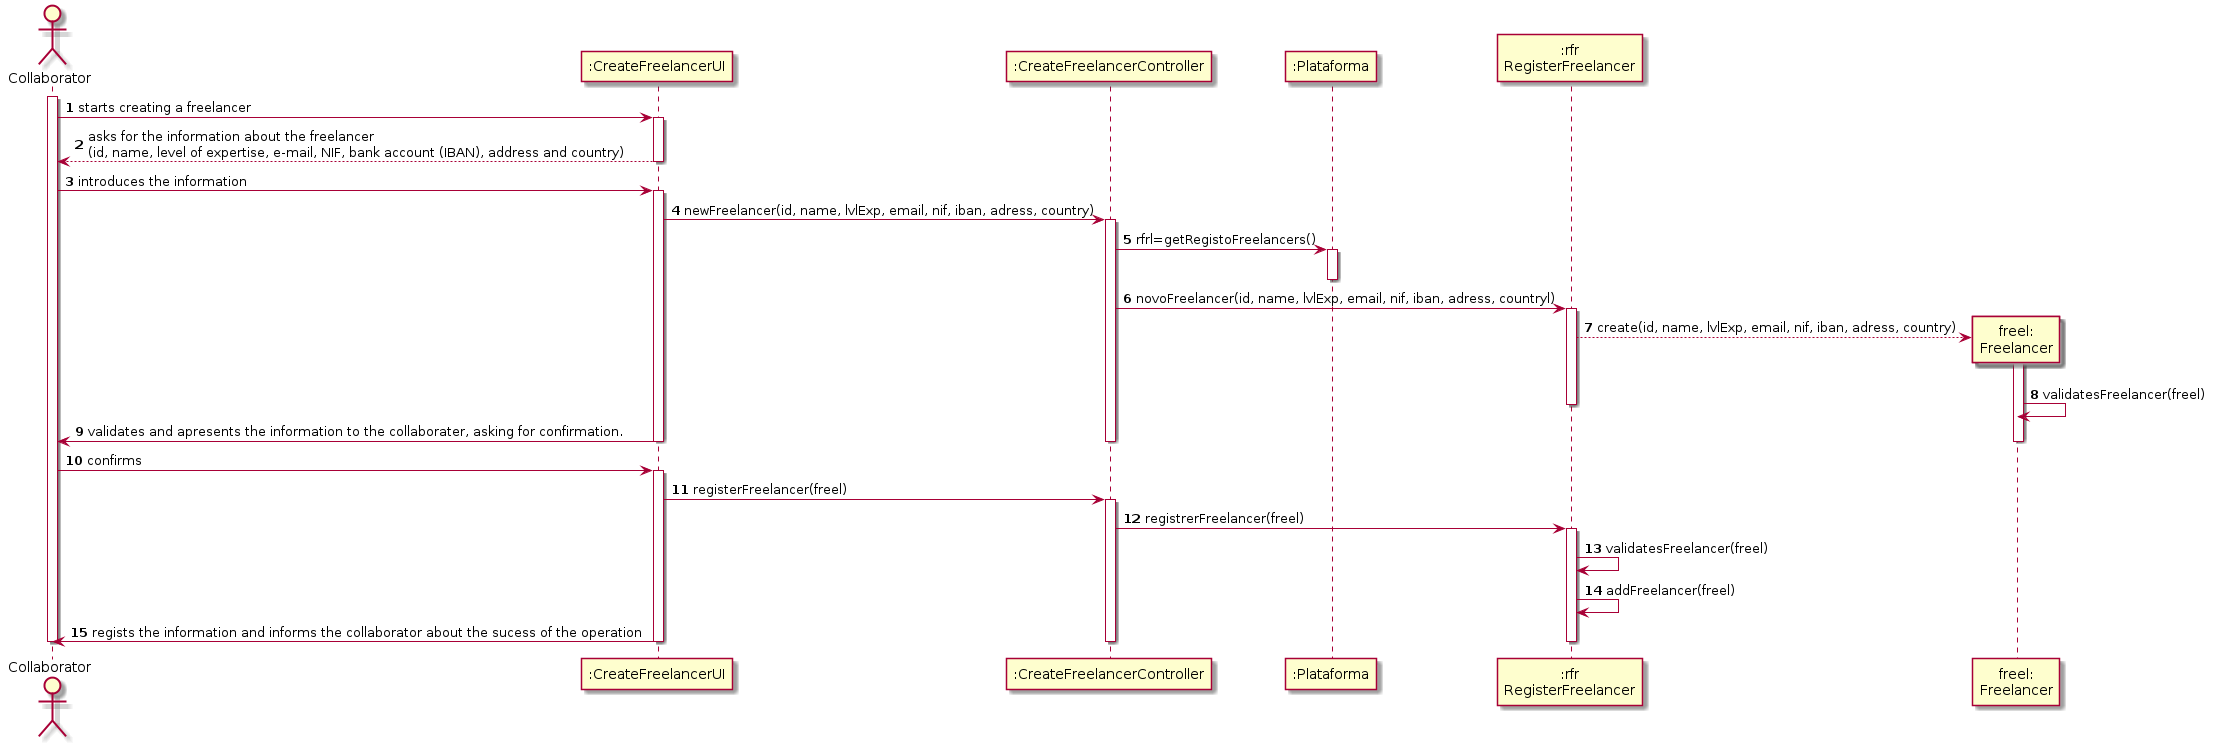 Collaborator
:CreateFreelancerUI
:CreateFreelancerController
:Plataforma
:rfr
RegisterFreelancer
1 starts creating a freelancer
2 asks for the information about the freelancer
(id, name, level of expertise, e-mail, NIF, bank account (IBAN), address and country)
3 introduces the information
4 newFreelancer(id, name, lvlExp, email, nif, iban, adress, country)
5 rfrl=getRegistoFreelancers()
6 novoFreelancer(id, name, lvlExp, email, nif, iban, adress, countryl)
7 create(id, name, lvlExp, email, nif, iban, adress, country)
freel:
Freelancer
8 validatesFreelancer(freel)
9 validates and apresents the information to the collaborater, asking for confirmation.
10 confirms
11 registerFreelancer(freel)
12 registrerFreelancer(freel)
13 validatesFreelancer(freel)
14 addFreelancer(freel)
15 regists the information and informs the collaborator about the sucess of the operation
Collaborator
:CreateFreelancerUI
:CreateFreelancerController
:Plataforma
:rfr
RegisterFreelancer
freel:
Freelancer